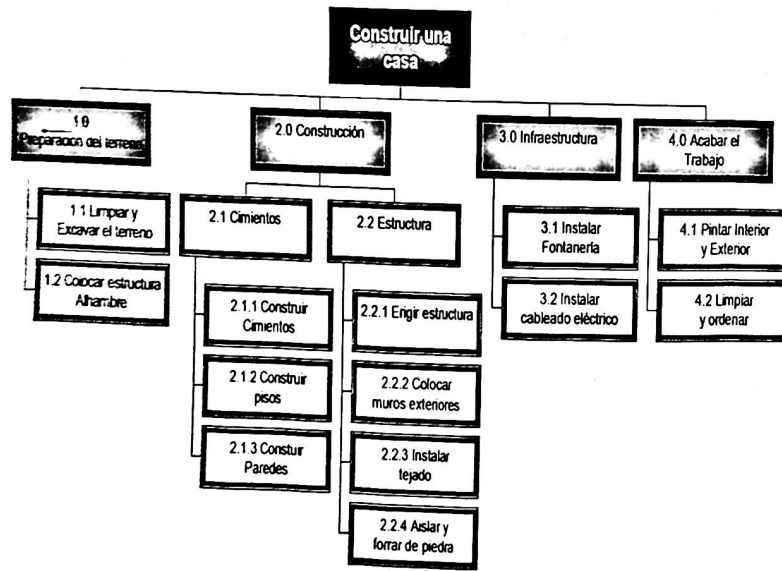 Construir una
casa
1.0
Preparación del terreno
2.0 Construcción
3.0 Infraestructura
4.0 Acabar el
Trabajo
1.1 Limpiar y
Excavar el terreno
1.2 Colocar estructura
Alhambre
2.1 Cimientos
2.2 Estructura
2.1.1 Construir
Cimientos
2.1.2 Construir
pisos
2.1.3 Constuir
Paredes
2.2.1 Erigir estructura
2.2.2 Colocar
muros exteriores
2.2.3 Instalar
tejado
2.2.4 Aislar y
forrar de piedra
3.1 Instalar
Fontanería
3.2 Instalar
cableado eléctrico
4.1 Pintar Interior
y Exterior
4.2 Limpiar
y ordenar